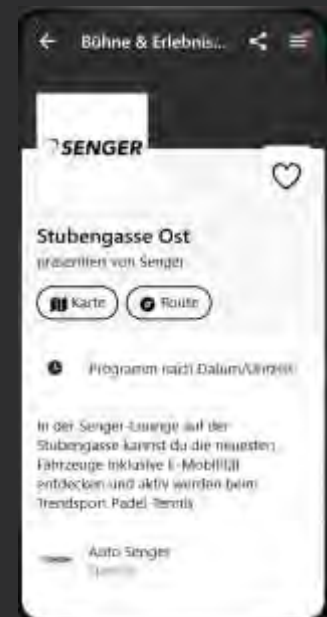 Bühne & Erlebnis...
SENGER
Stubengasse Ost
präsentiert von Senger
Karte
Route
Programm nach Datum/Uhrzeit
In der Senger-Lounge auf der
Stubengasse kannst du die neuesten
Fahrzeuge inklusive E-Mobilität
entdecken und aktiv werden beim
Trendsport Padel-Tennis
Auto Senger